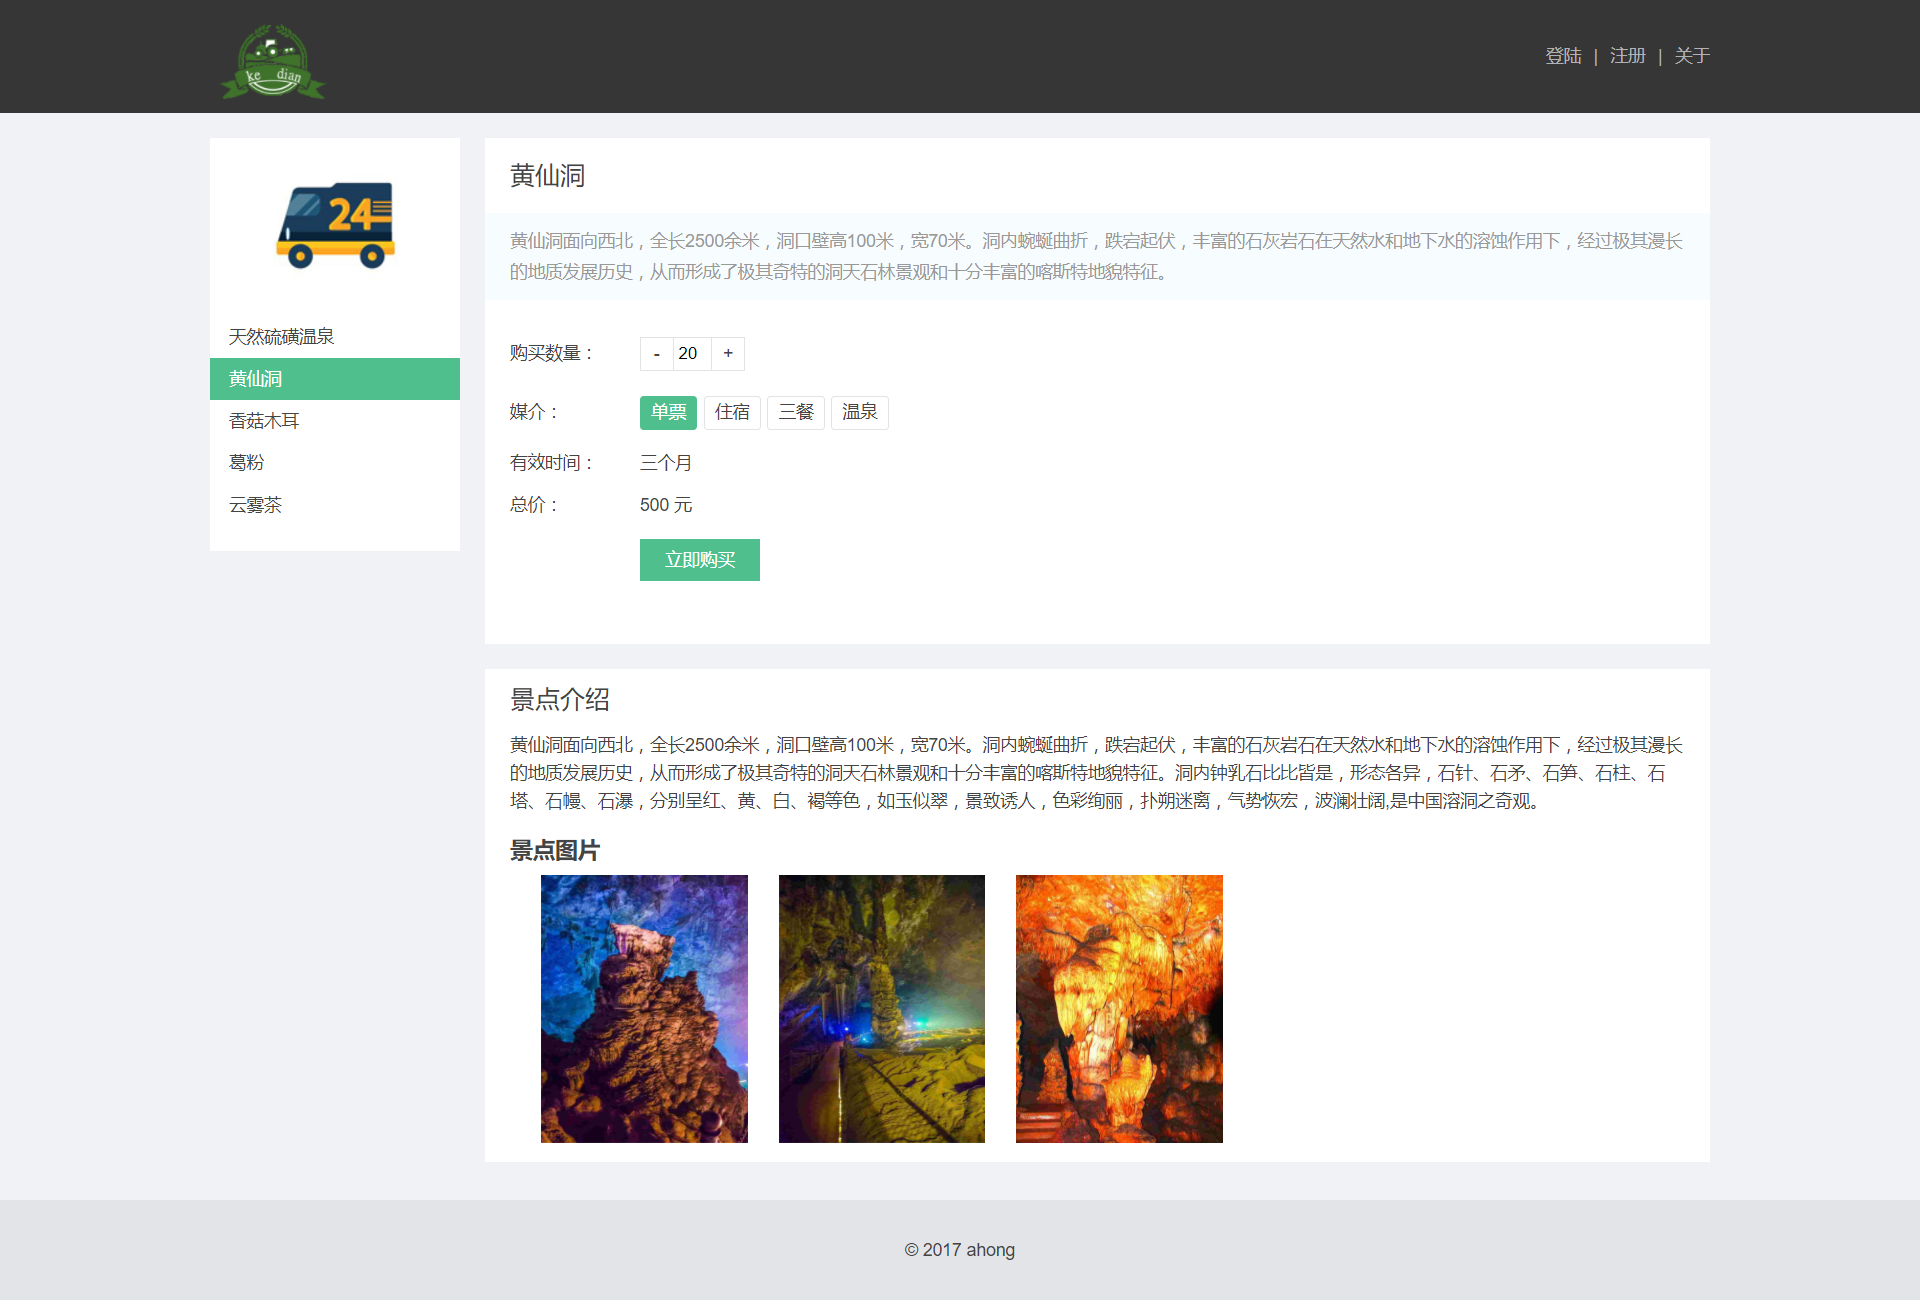 ke dian
登陆 | 注册 | 关于
24
天然硫磺温泉
黄仙洞
香菇木耳
葛粉
云雾茶
黄仙洞
黄仙洞面向西北，全长2500余米，洞口壁高100米，宽70米。洞内蜿蜒曲折，跌宕起伏，丰富的石灰岩石在天然水和地下水的溶蚀作用下，经过极其漫长
的地质发展历史，从而形成了极其奇特的洞天石林景观和十分丰富的喀斯特地貌特征。
购买数量： - 20 +
媒介： 单票 住宿 三餐 温泉
有效时间： 三个月
总价： 500 元
立即购买
景点介绍
黄仙洞面向西北，全长2500余米，洞口壁高100米，宽70米。洞内蜿蜒曲折，跌宕起伏，丰富的石灰岩石在天然水和地下水的溶蚀作用下，经过极其漫长
的地质发展历史，从而形成了极其奇特的洞天石林景观和十分丰富的喀斯特地貌特征。洞内钟乳石比比皆是，形态各异，石针、石矛、石笋、石柱、石
塔、石幔、石瀑，分别呈红、黄、白、褐等色，如玉似翠，景致诱人，色彩绚丽，扑朔迷离，气势恢宏，波澜壮阔,是中国溶洞之奇观。
景点图片
© 2017 ahong